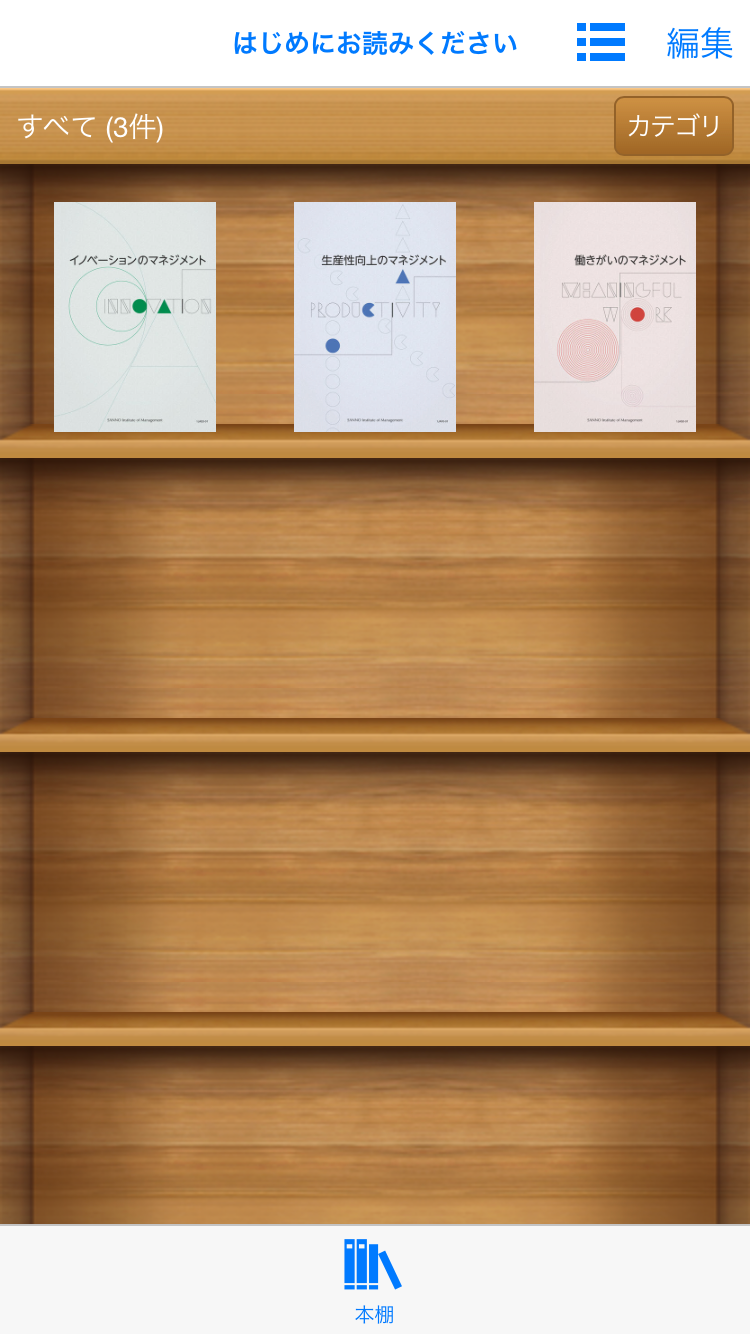 はじめにお読みください
編集
すべて (3件)
カテゴリ
イノベーションのマネジメント
INNOVATION
生産性向上のマネジメント
PRODUCTIVITY
働きがいのマネジメント
MEANINGFUL
WORK
本棚